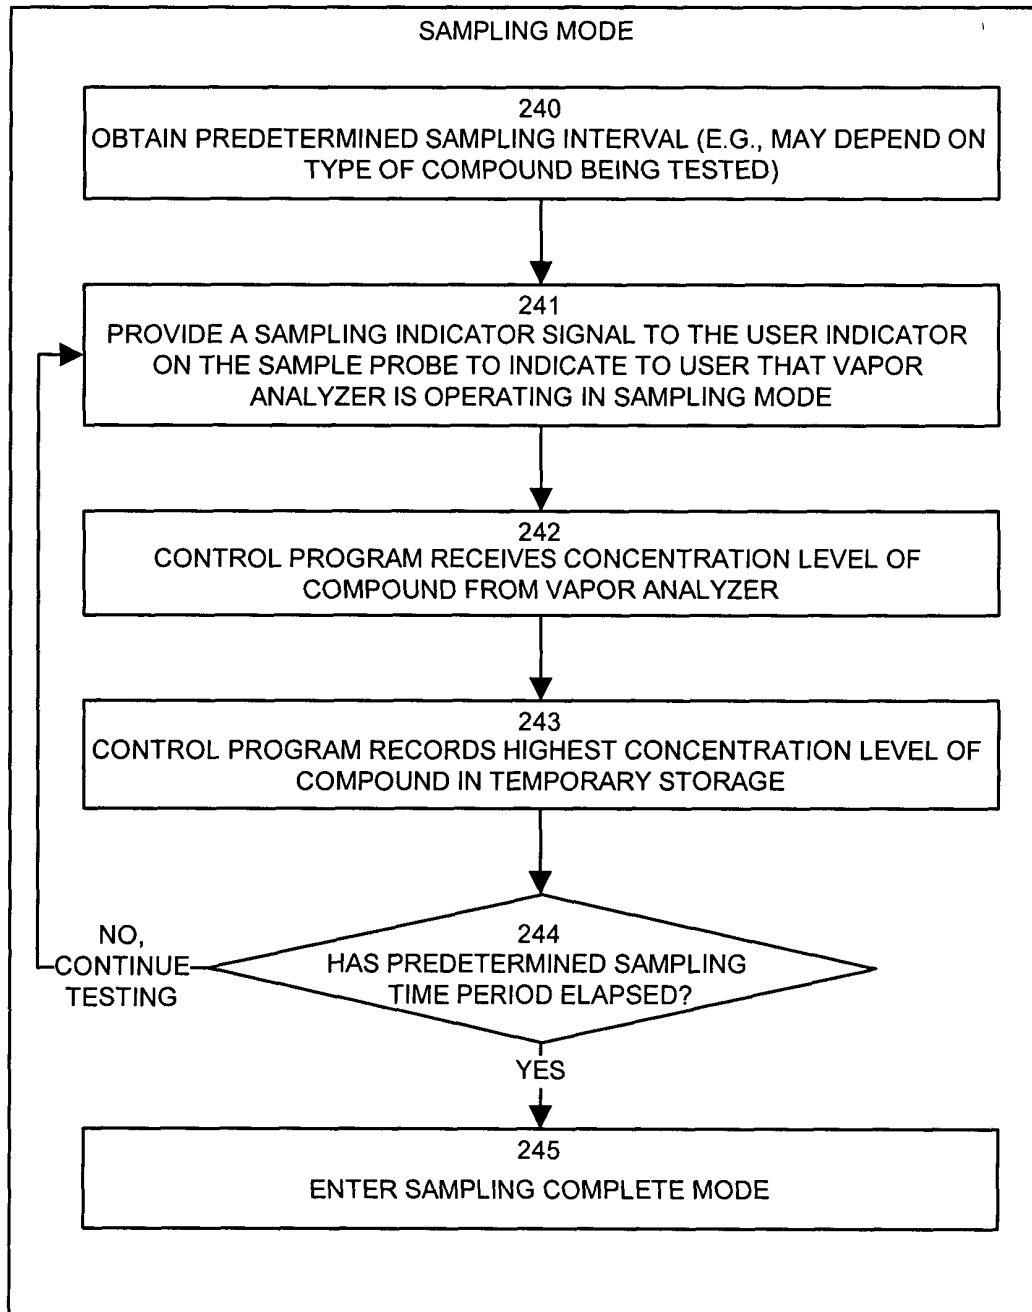 SAMPLING MODE
240
OBTAIN PREDETERMINED SAMPLING INTERVAL (E.G., MAY DEPEND ON
TYPE OF COMPOUND BEING TESTED)
241
PROVIDE A SAMPLING INDICATOR SIGNAL TO THE USER INDICATOR
ON THE SAMPLE PROBE TO INDICATE TO USER THAT VAPOR
ANALYZER IS OPERATING IN SAMPLING MODE
242
CONTROL PROGRAM RECEIVES CONCENTRATION LEVEL OF
COMPOUND FROM VAPOR ANALYZER
243
CONTROL PROGRAM RECORDS HIGHEST CONCENTRATION LEVEL OF
COMPOUND IN TEMPORARY STORAGE
244
HAS PREDETERMINED SAMPLING
TIME PERIOD ELAPSED?
NO,
CONTINUE
TESTING
YES
245
ENTER SAMPLING COMPLETE MODE